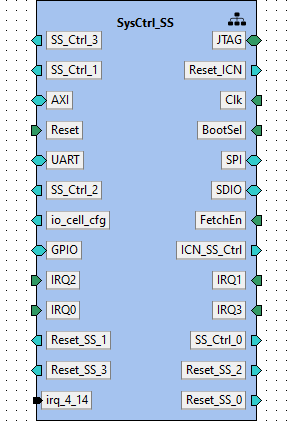 SysCtrl_SS
SS_Ctrl_3 JTAG
SS_Ctrl_1 Reset_ICN
AXI Clk
Reset BootSel
UART SPI
SS_Ctrl_2 SDIO
io_cell_cfg FetchEn
GPIO ICN_SS_Ctrl
IRQ2 IRQ1
IRQ0 IRQ3
Reset_SS_1 SS_Ctrl_0
Reset_SS_3 Reset_SS_2
irq_4_14 Reset_SS_0